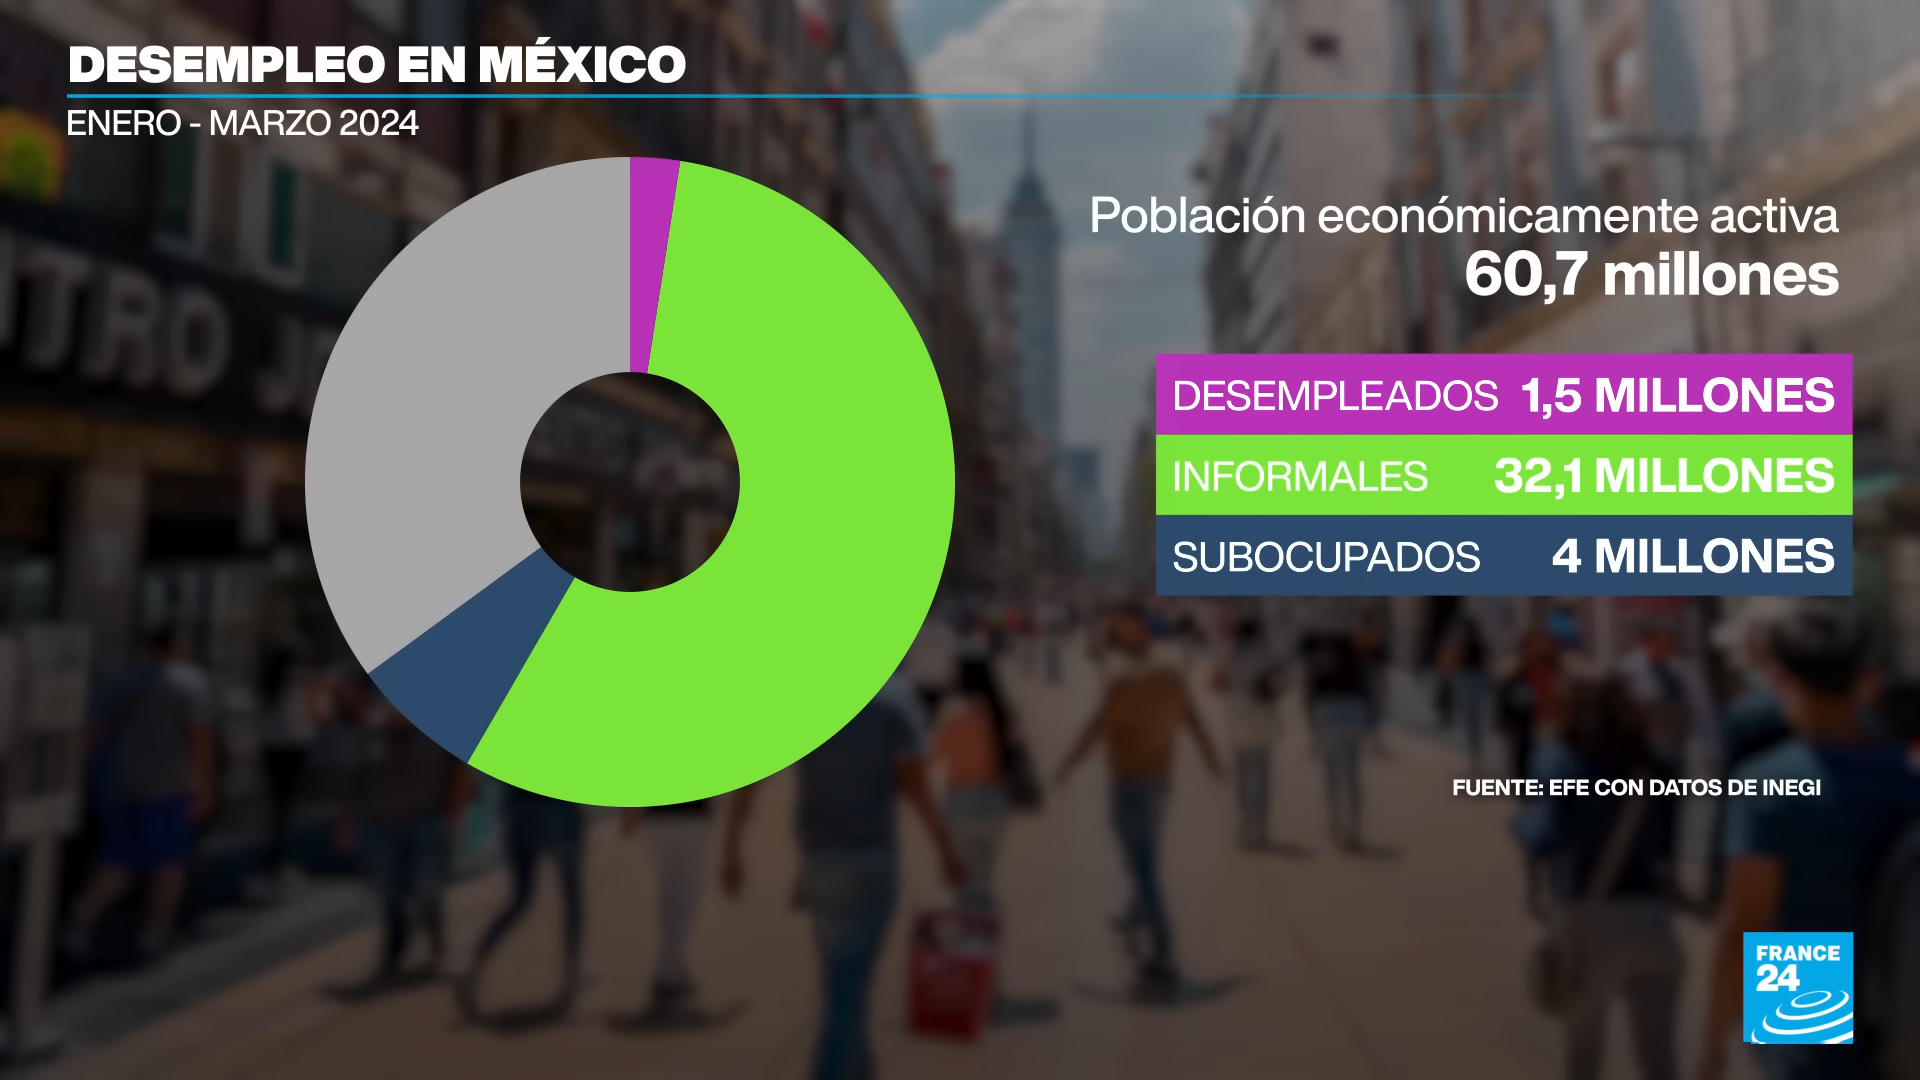 DESEMPLEO EN MÉXICO
ENERO - MARZO 2024
Población económicamente activa
60,7 millones
DESEMPLEADOS 1,5 MILLONES
INFORMALES 32,1 MILLONES
SUBOCUPADOS 4 MILLONES
FUENTE: EFE CON DATOS DE INEGI
FRANCE
24